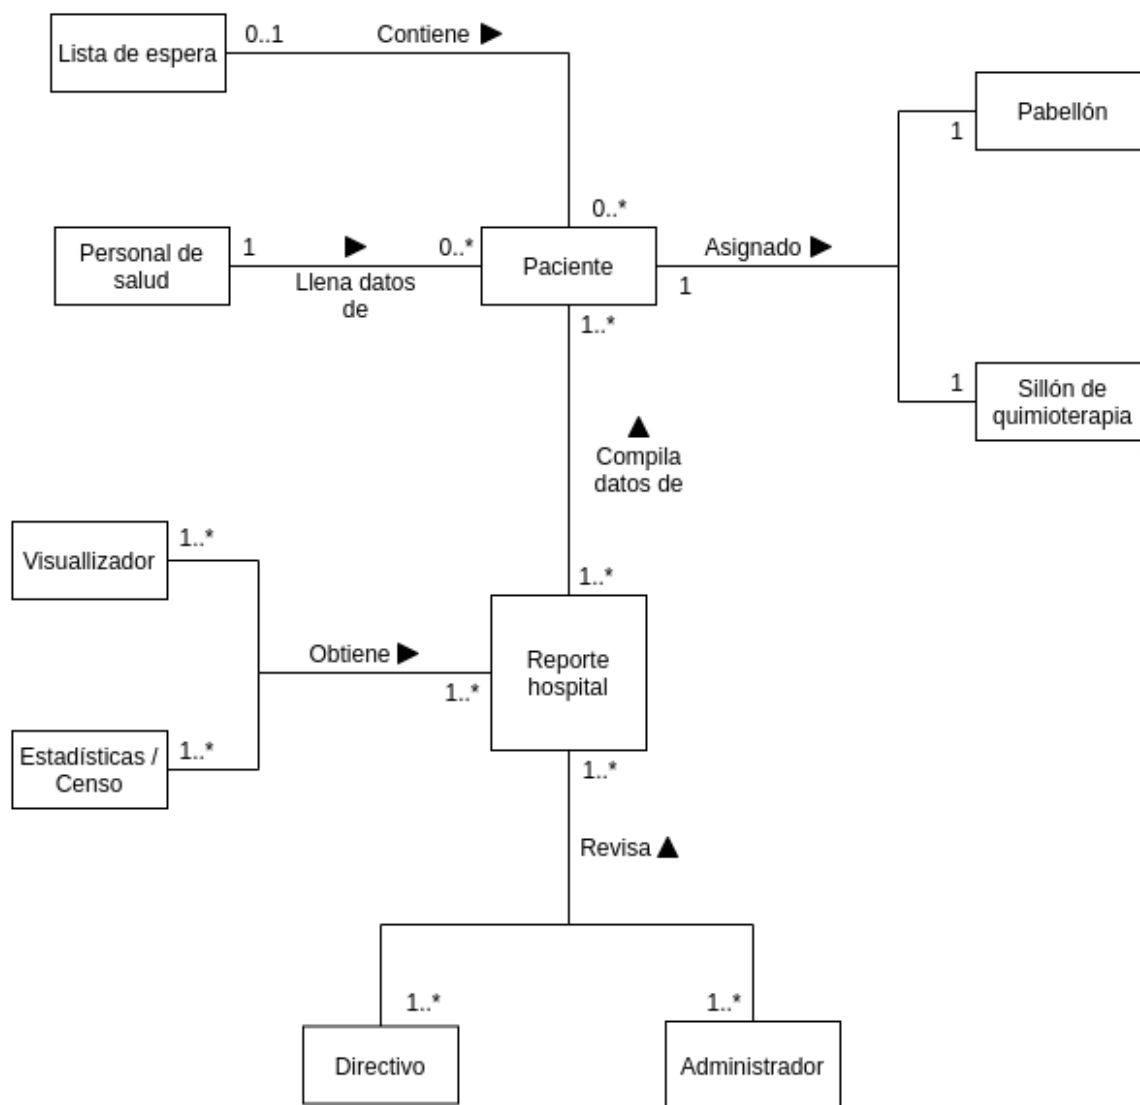 Lista de espera
0..1
Contiene
Pabellón
1
0..*
Personal de
salud
1
0..*
Llena datos
de
Paciente
Asignado
1
1..*
1
Sillón de
quimioterapia
Compila
datos de
Visuallizador
1..*
1..*
Obtiene
1..*
Reporte
hospital
Estadísticas /
Censo
1..*
1..*
Revisa
1..*
1..*
Directivo
Administrador